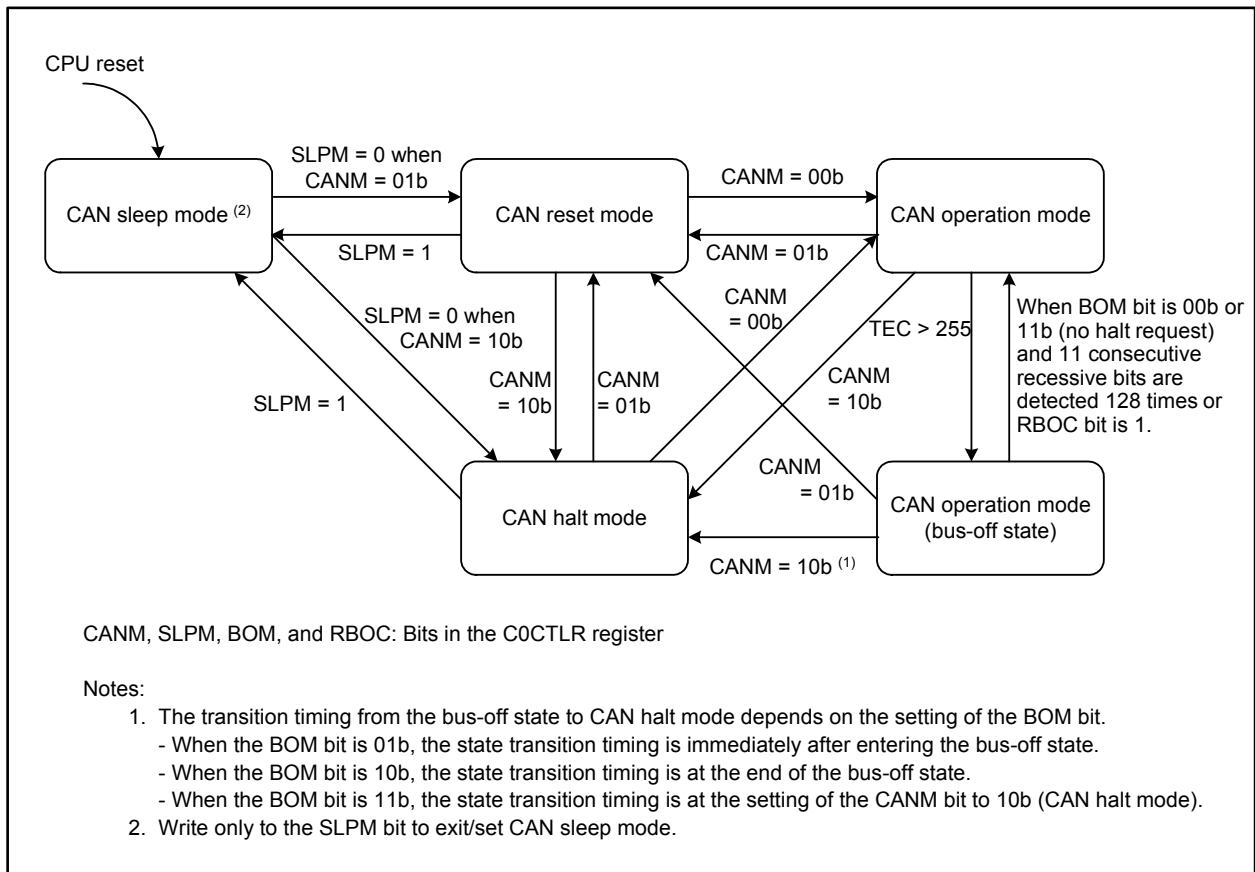 CPU reset
SLPM = 0 when
CANM = 01b
CANM = 00b
CAN sleep mode (2)
CAN reset mode
CAN operation mode
SLPM = 1
CANM = 01b
SLPM = 0 when
CANM = 10b
CANM
= 00b
TEC > 255
When BOM bit is 00b or
11b (no halt request)
and 11 consecutive
recessive bits are
detected 128 times or
RBOC bit is 1.
SLPM = 1
CANM
= 10b
CANM
= 01b
CANM
= 10b
CANM
= 01b
CAN halt mode
CAN operation mode
(bus-off state)
CANM = 10b (1)
CANM, SLPM, BOM, and RBOC: Bits in the C0CTLR register
Notes:
1. The transition timing from the bus-off state to CAN halt mode depends on the setting of the BOM bit.
- When the BOM bit is 01b, the state transition timing is immediately after entering the bus-off state.
- When the BOM bit is 10b, the state transition timing is at the end of the bus-off state.
- When the BOM bit is 11b, the state transition timing is at the setting of the CANM bit to 10b (CAN halt mode).
2. Write only to the SLPM bit to exit/set CAN sleep mode.